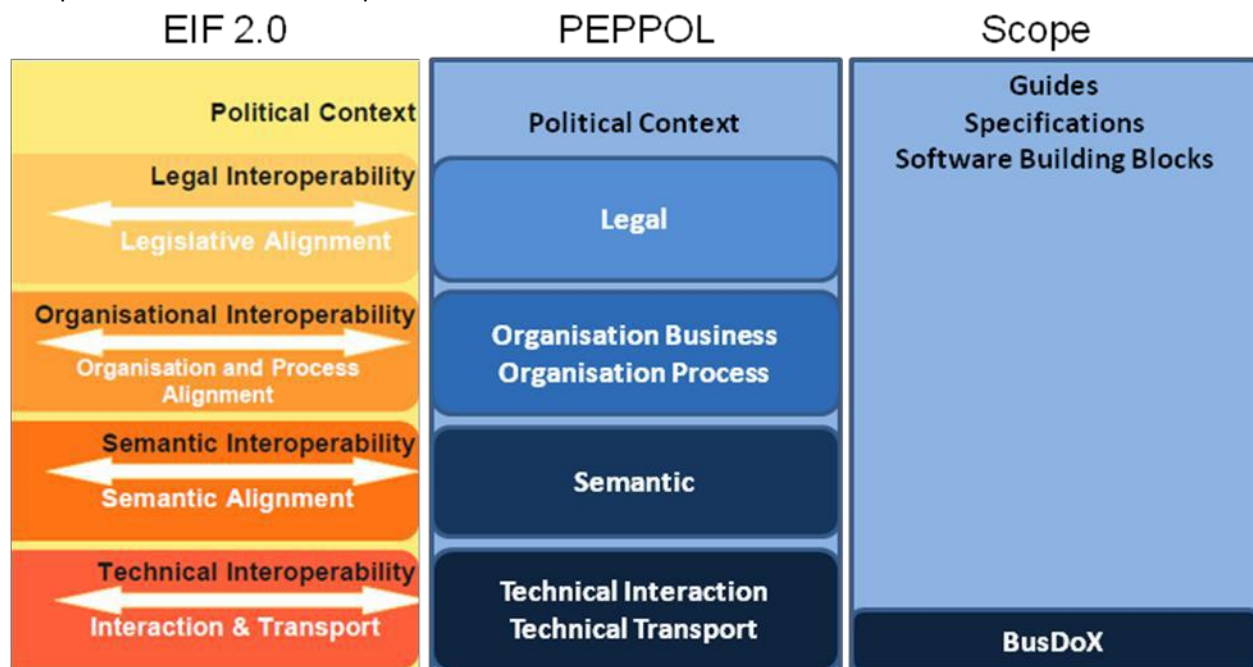 EIF 2.0
Political Context
Legal Interoperability
Legislative Alignment
Organisational Interoperability
Organisation and Process
Alignment
Semantic Interoperability
Semantic Alignment
Technical Interoperability
Interaction & Transport
PEPPOL
Political Context
Legal
Organisation Business
Organisation Process
Semantic
Technical Interaction
Technical Transport
Scope
Guides
Specifications
Software Building Blocks
BusDoX